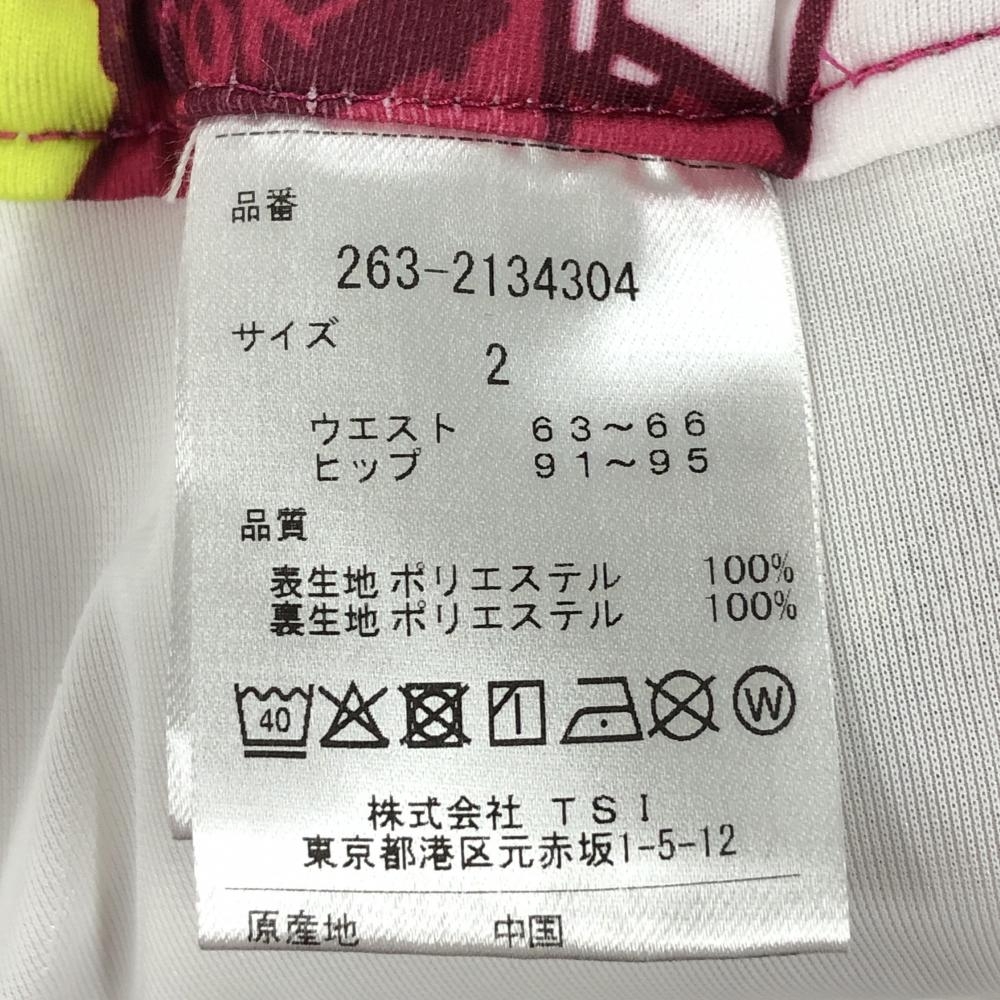 品番
263-2134304
サイズ
2
ウエスト 63～66
ヒップ 91～95
品質
表生地 ポリエステル 100%
裏生地 ポリエステル 100%
40
W
株式会社 TSI
東京都港区元赤坂1-5-12
原産地 中国